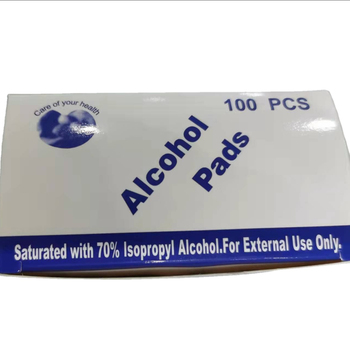 Care of your health
100 PCS
Alcohol
Pads
Saturated with 70% Isopropyl Alcohol.For External Use Only.